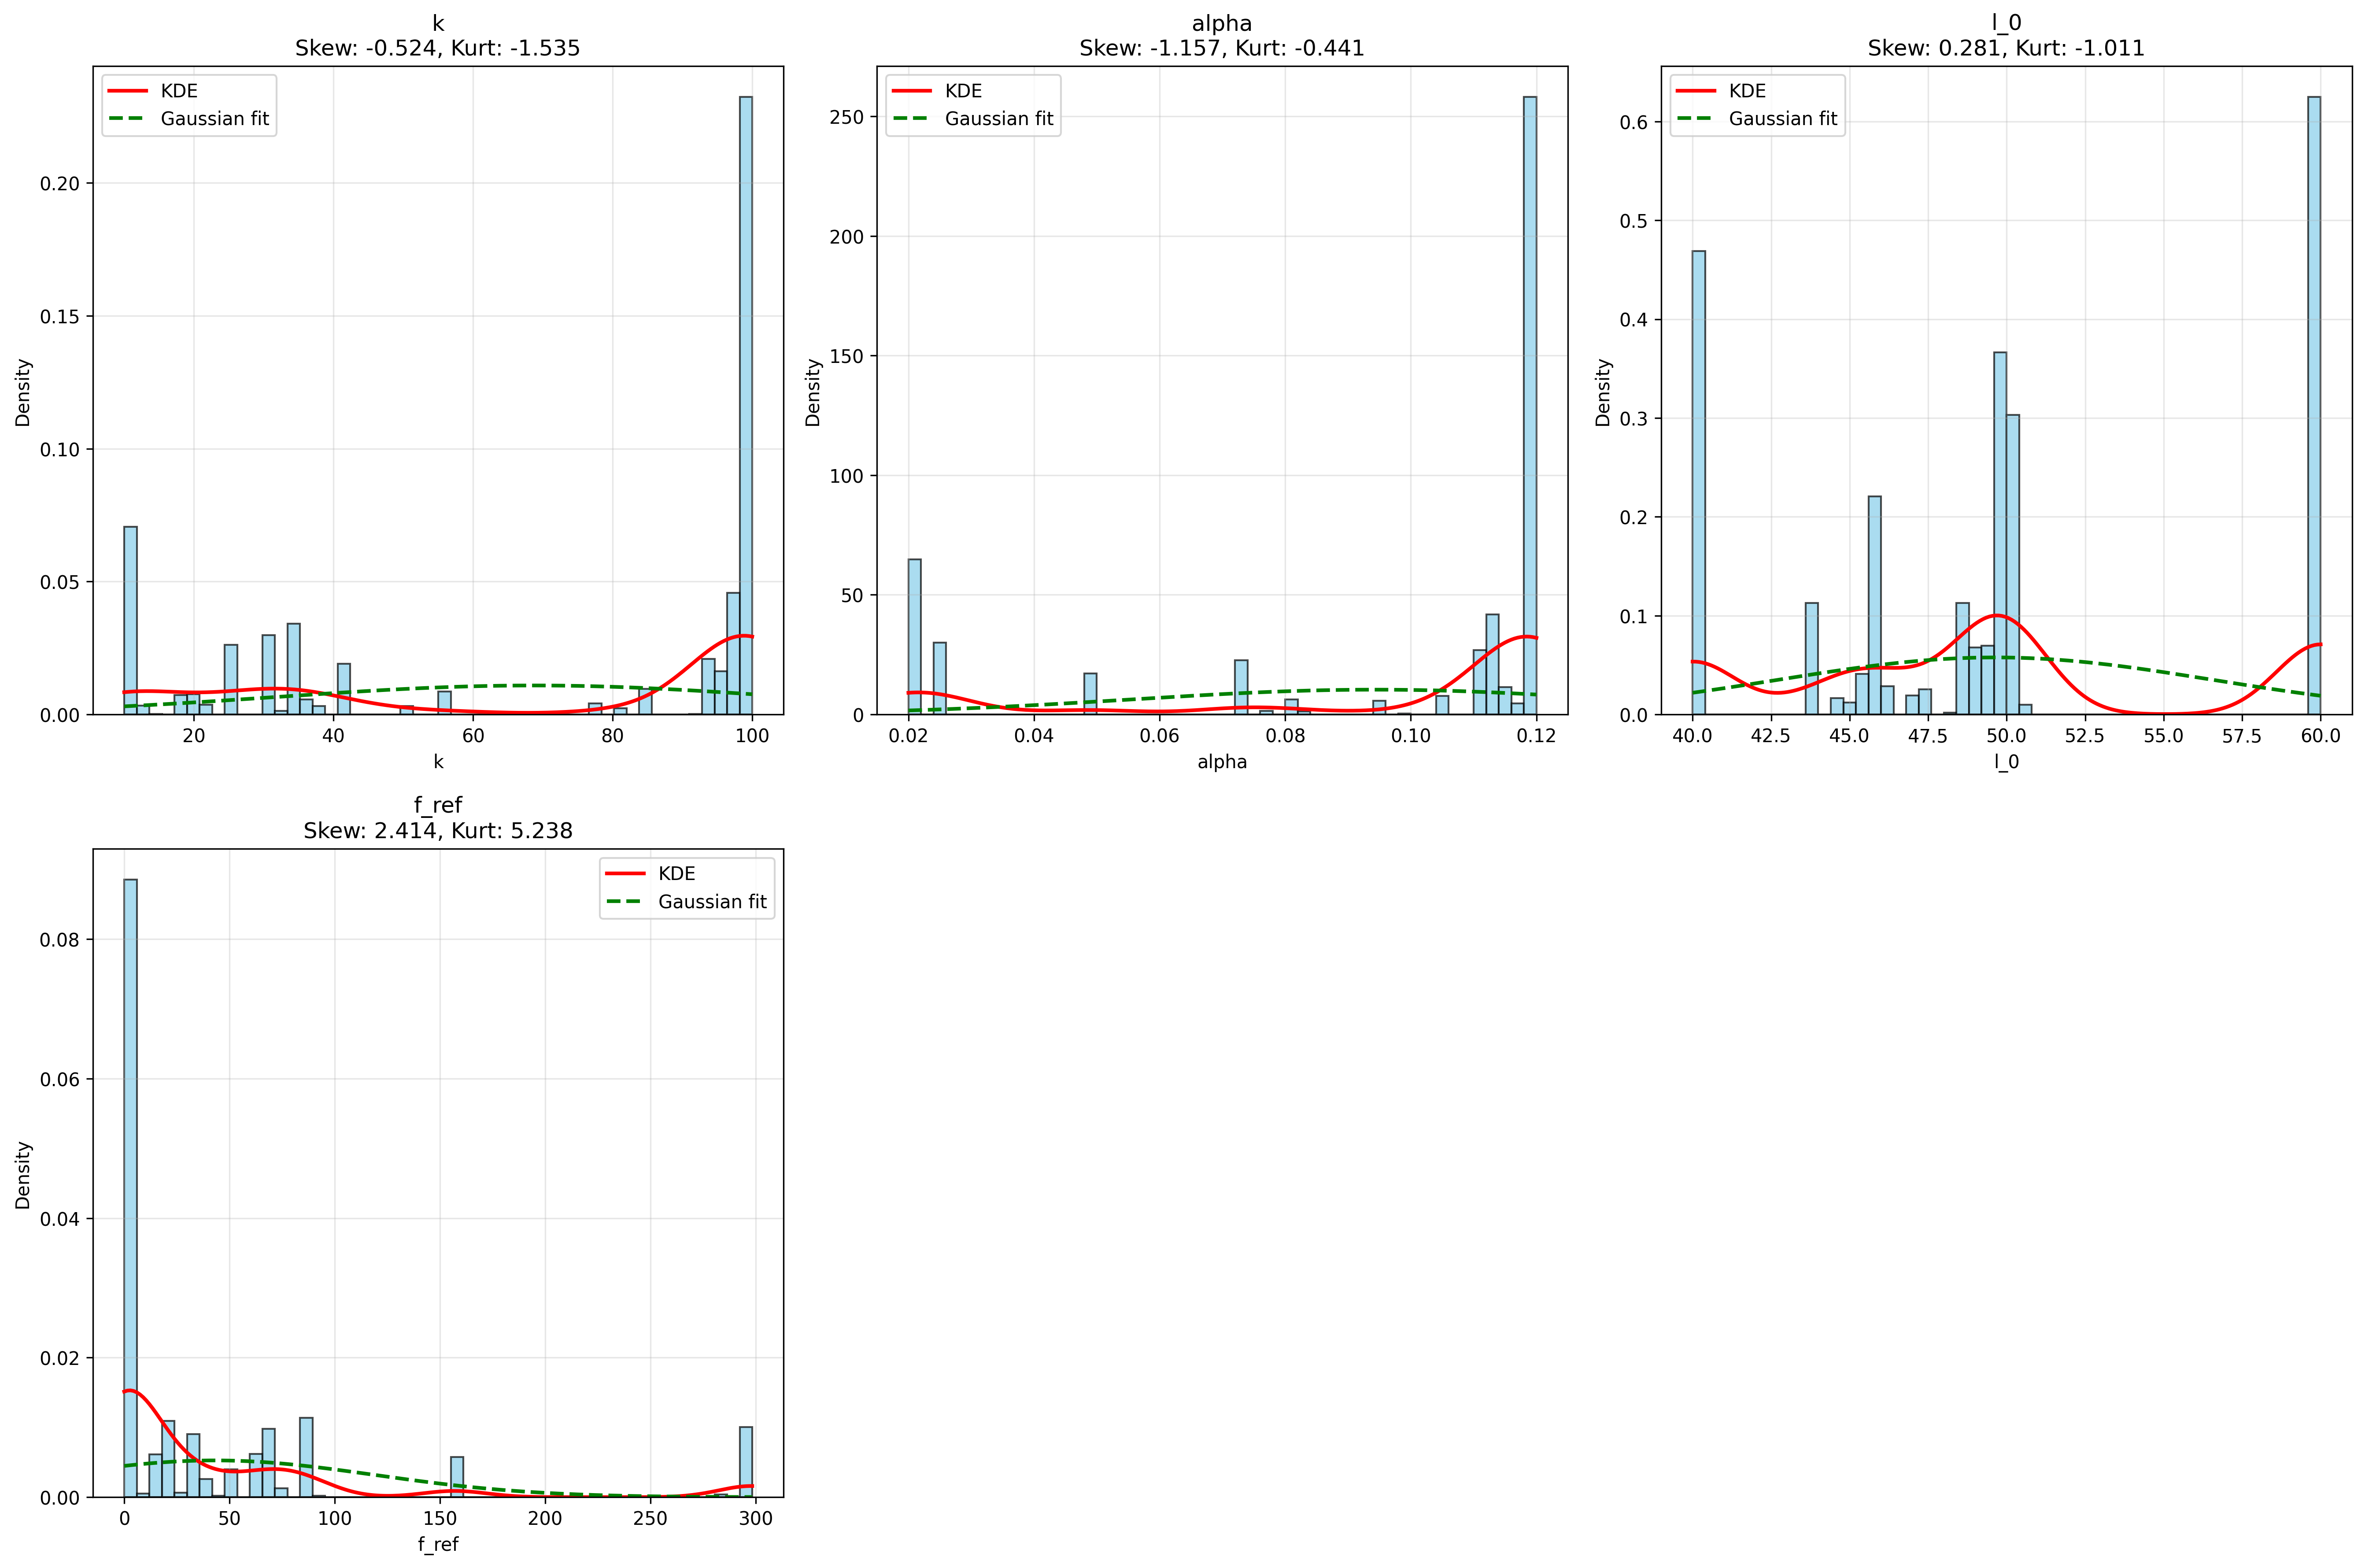 k
Skew: -0.524, Kurt: -1.535
KDE
Gaussian fit
0.20
0.15
0.10
0.05
0.00
Density
20
40
60
80
100
k
alpha
Skew: -1.157, Kurt: -0.441
KDE
Gaussian fit
250
200
150
100
50
0
Density
0.02
0.04
0.06
0.08
0.10
0.12
alpha
l_0
Skew: 0.281, Kurt: -1.011
KDE
Gaussian fit
0.6
0.5
0.4
0.3
0.2
0.1
0.0
Density
40.0
42.5
45.0
47.5
50.0
52.5
55.0
57.5
60.0
l_0
f_ref
Skew: 2.414, Kurt: 5.238
KDE
Gaussian fit
0.08
0.06
0.04
0.02
0.00
Density
0
50
100
150
200
250
300
f_ref